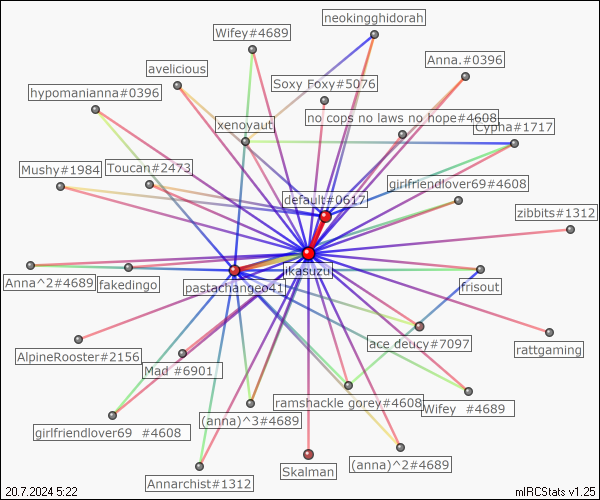 neokingghidorah
Wifey#4689
Anna.#0396
avelicious
Soxy Foxy#5076
hypomanianna#0396
no cops no laws no hope#4608
xenoyaut
Cypha#1717
Mushy#1984
Toucan#2473
girlfriendlover69#4608
default#0617
zibbits#1312
Anna^2#4689
fakedingo
ikasuzu
frisout
pastachangeo41
ace deucy#7097
rattgaming
AlpineRooster#2156
Mad #6901
ramshackle gorey#4608
Wifey #4689
(anna)^3#4689
girlfriendlover69 #4608
(anna)^2#4689
Skalman
Annarchist#1312
20.7.2024 5:22
mIRCStats v1.25